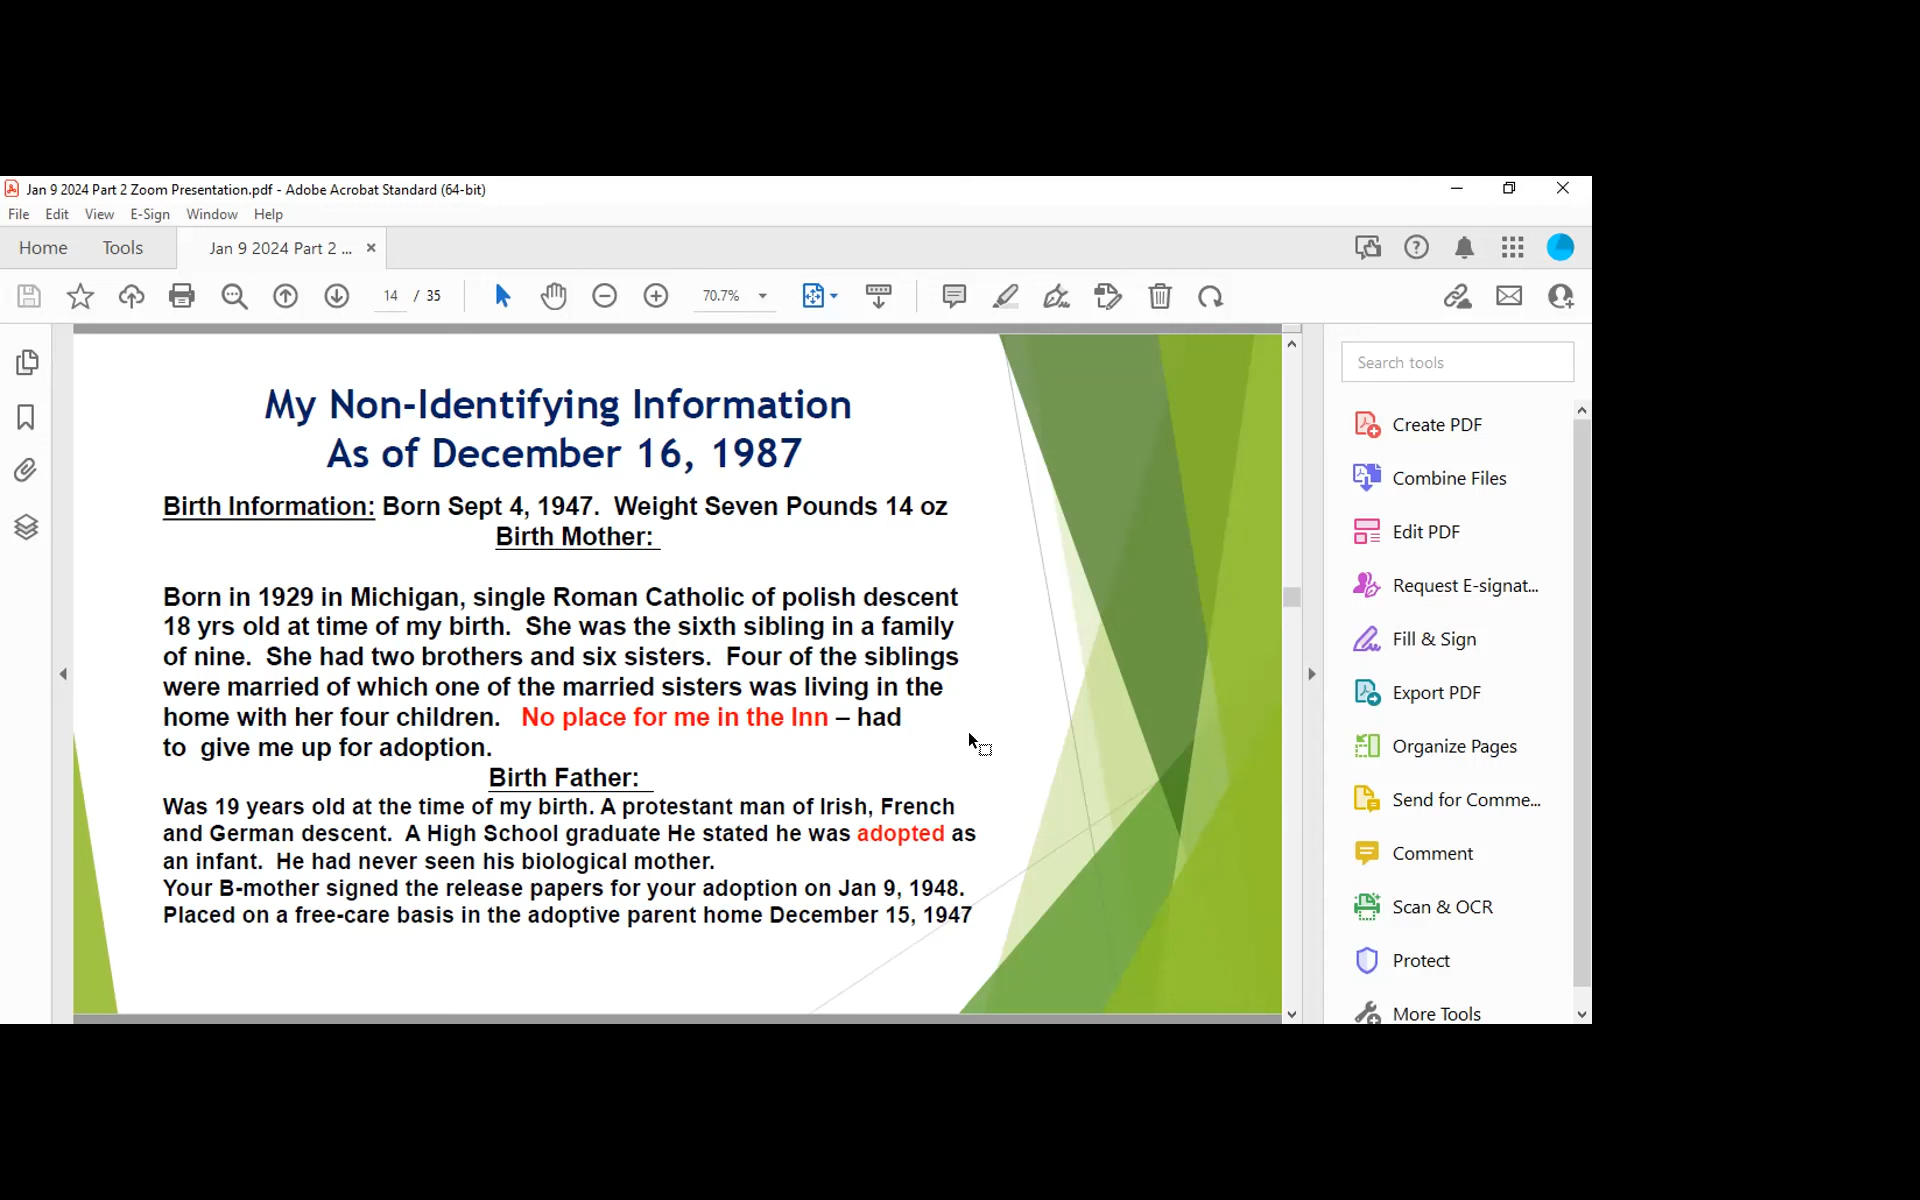 Jan 9 2024 Part 2 Zoom Presentation.pdf - Adobe Acrobat Standard (64-bit)
File Edit View E-Sign Window Help
Home Tools Jan 9 2024 Part 2 ... ×
14 / 35 70.7%
Search tools
My Non-Identifying Information
As of December 16, 1987
Birth Information: Born Sept 4, 1947. Weight Seven Pounds 14 oz
Birth Mother:
Born in 1929 in Michigan, single Roman Catholic of polish descent
18 yrs old at time of my birth. She was the sixth sibling in a family
of nine. She had two brothers and six sisters. Four of the siblings
were married of which one of the married sisters was living in the
home with her four children. No place for me in the Inn – had
to give me up for adoption.
Birth Father:
Was 19 years old at the time of my birth. A protestant man of Irish, French
and German descent. A High School graduate He stated he was adopted as
an infant. He had never seen his biological mother.
Your B-mother signed the release papers for your adoption on Jan 9, 1948.
Placed on a free-care basis in the adoptive parent home December 15, 1947
Create PDF
Combine Files
Edit PDF
Request E-signat...
Fill & Sign
Export PDF
Organize Pages
Send for Comme...
Comment
Scan & OCR
Protect
More Tools